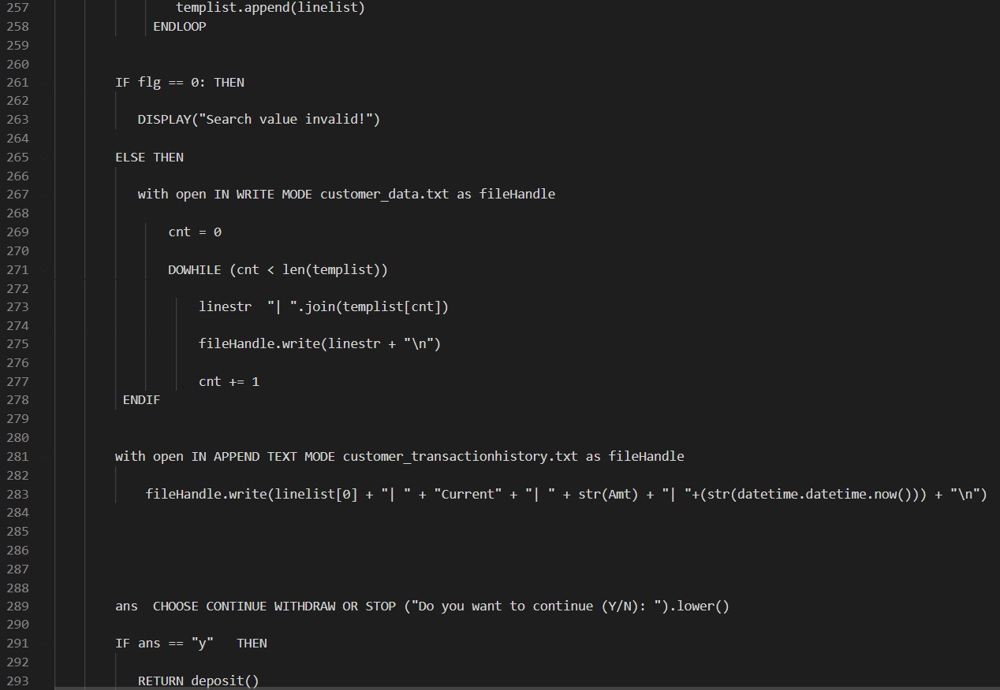 257 templist.append(linelist)
258 ENDLOOP
259
260
261 IF flg == 0: THEN
262
263 DISPLAY("Search value invalid!")
264
265 ELSE THEN
266
267 with open IN WRITE MODE customer_data.txt as fileHandle
268
269 cnt = 0
270
271 DOWHILE (cnt < len(templist))
272
273 linestr  "| ".join(templist[cnt])
274
275 fileHandle.write(linestr + "\n")
276
277 cnt += 1
278 ENDIF
279
280
281 with open IN APPEND TEXT MODE customer_transactionhistory.txt as fileHandle
282
283 fileHandle.write(linelist[0] + "| " + "Current" + "| " + str(Amt) + "| "+(str(datetime.datetime.now())) + "\n")
284
285
286
287
288
289 ans  CHOOSE CONTINUE WITHDRAW OR STOP ("Do you want to continue (Y/N): ").lower()
290
291 IF ans == "y"   THEN
292
293 RETURN deposit()